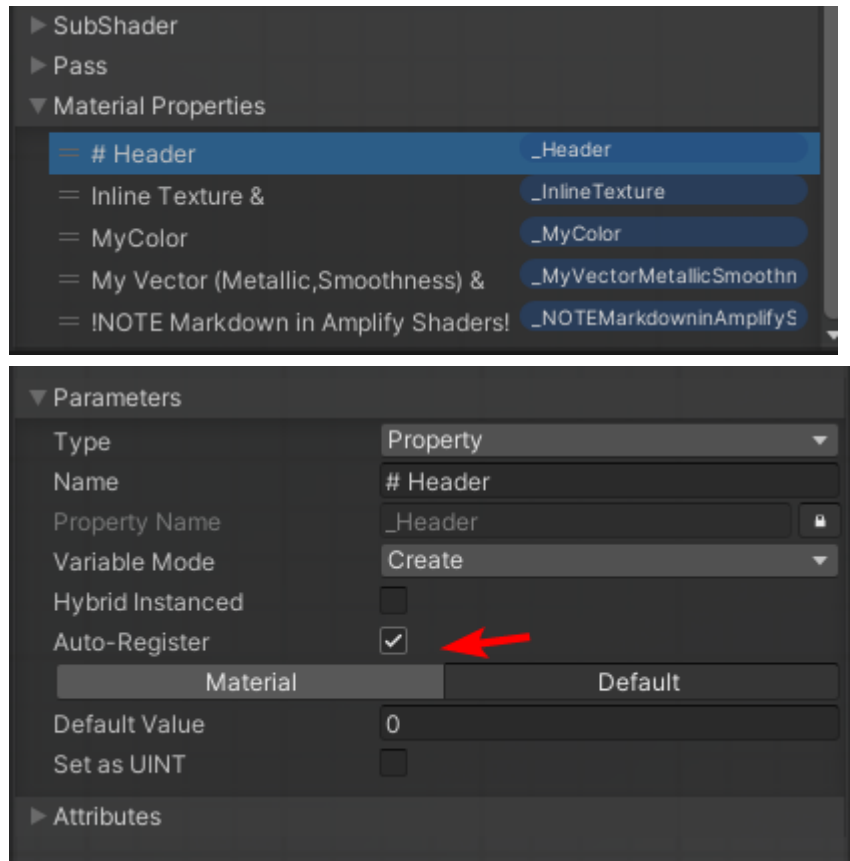 SubShader
Pass
Material Properties
# Header _Header
Inline Texture & _InlineTexture
MyColor _MyColor
My Vector (Metallic,Smoothness) & _MyVectorMetallicSmoothn
!NOTE Markdown in Amplify Shaders! _NOTEMarkdowninAmplifyS
Parameters
Type Property
Name # Header
Property Name _Header
Variable Mode Create
Hybrid Instanced
Auto-Register
Material Default
Default Value 0
Set as UINT
Attributes